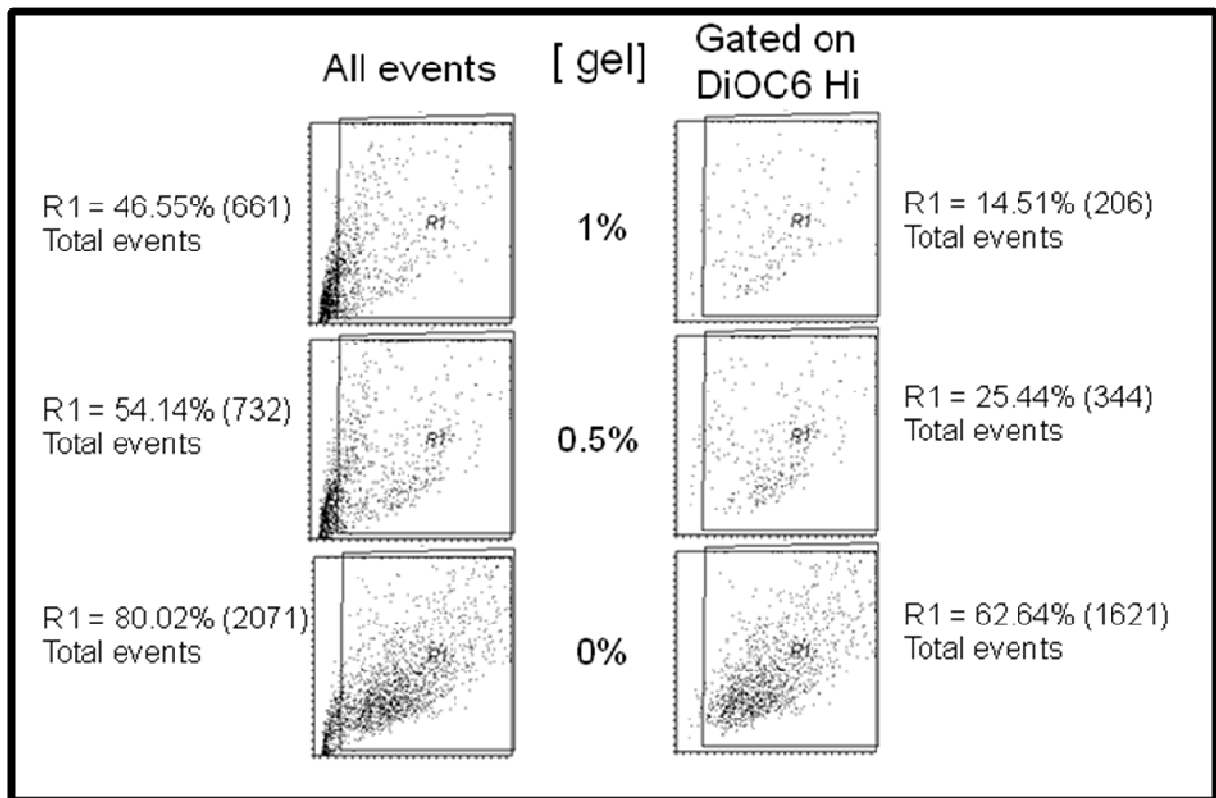 All events
[ gel]
Gated on
DiOC6 Hi
R1 = 46.55% (661)
Total events
R1
1%
R1
R1 = 14.51% (206)
Total events
R1 = 54.14% (732)
Total events
R1
0.5%
R1
R1 = 25.44% (344)
Total events
R1 = 80.02% (2071)
Total events
R1
0%
R1
R1 = 62.64% (1621)
Total events